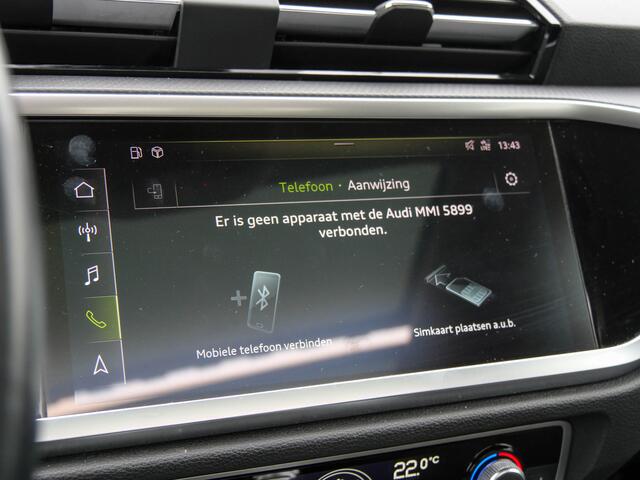 13:43
Telefoon · Aanwijzing
Er is geen apparaat met de Audi MMI 5899
verbonden.
Mobiele telefoon verbinden
Simkaart plaatsen a.u.b.
22.0°C